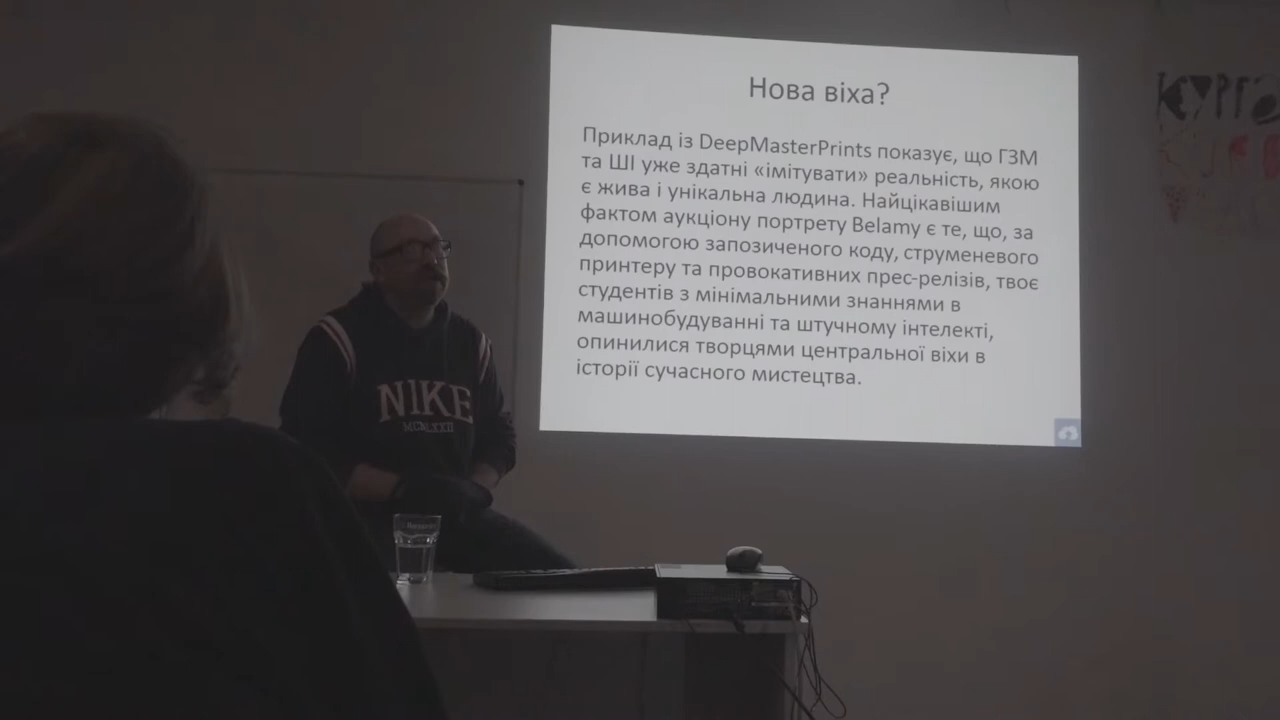 Нова віха?
Приклад із DeepMasterPrints показує, що ГЗМ
та ШІ уже здатні «імітувати» реальність, якою
є жива і унікальна людина. Найцікавішим
фактом аукціону портрету Belamy є те, що, за
допомогою запозиченого коду, струменевого
принтеру та провокативних прес-релізів, твоє
студентів з мінімальними знаннями в
машинобудуванні та штучному інтелекті,
опинилися творцями центральної віхи в
історії сучасного мистецтва.
NIKE